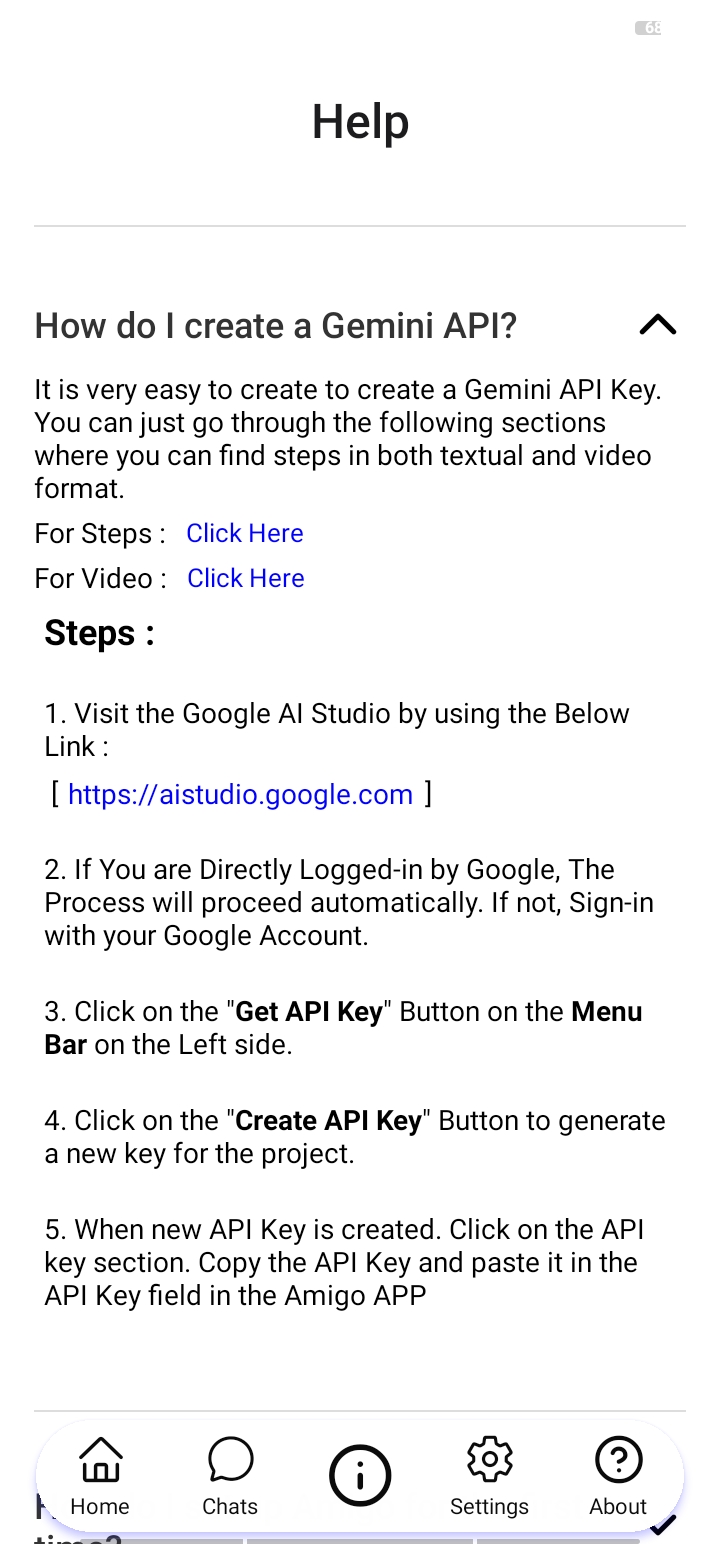 68
Help
How do I create a Gemini API?
It is very easy to create to create a Gemini API Key.
You can just go through the following sections
where you can find steps in both textual and video
format.
For Steps : Click Here
For Video : Click Here
Steps :
1. Visit the Google AI Studio by using the Below
Link :
[ https://aistudio.google.com ]
2. If You are Directly Logged-in by Google, The
Process will proceed automatically. If not, Sign-in
with your Google Account.
3. Click on the "Get API Key" Button on the Menu
Bar on the Left side.
4. Click on the "Create API Key" Button to generate
a new key for the project.
5. When new API Key is created. Click on the API
key section. Copy the API Key and paste it in the
API Key field in the Amigo APP
Home Chats Settings About
time?